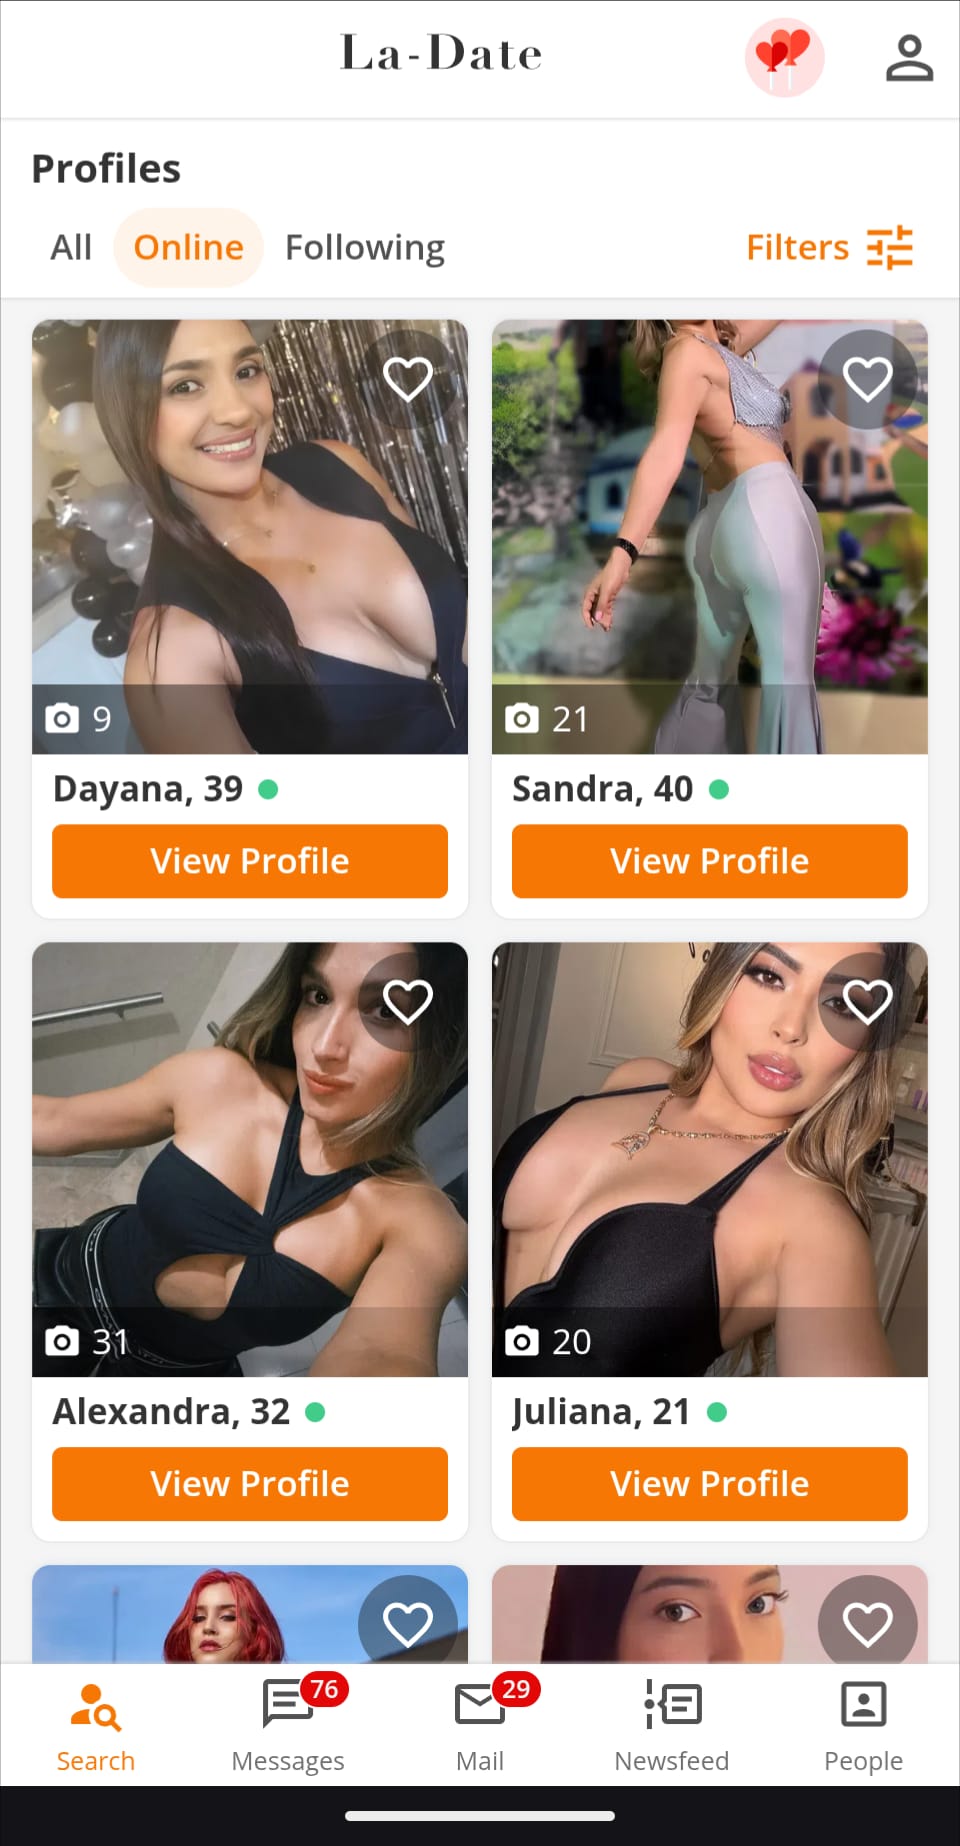 La-Date
Profiles
All Online Following Filters
9
21
Dayana, 39
Sandra, 40
View Profile
View Profile
31
20
Alexandra, 32
Juliana, 21
View Profile
View Profile
76
29
Search
Messages
Mail
Newsfeed
People